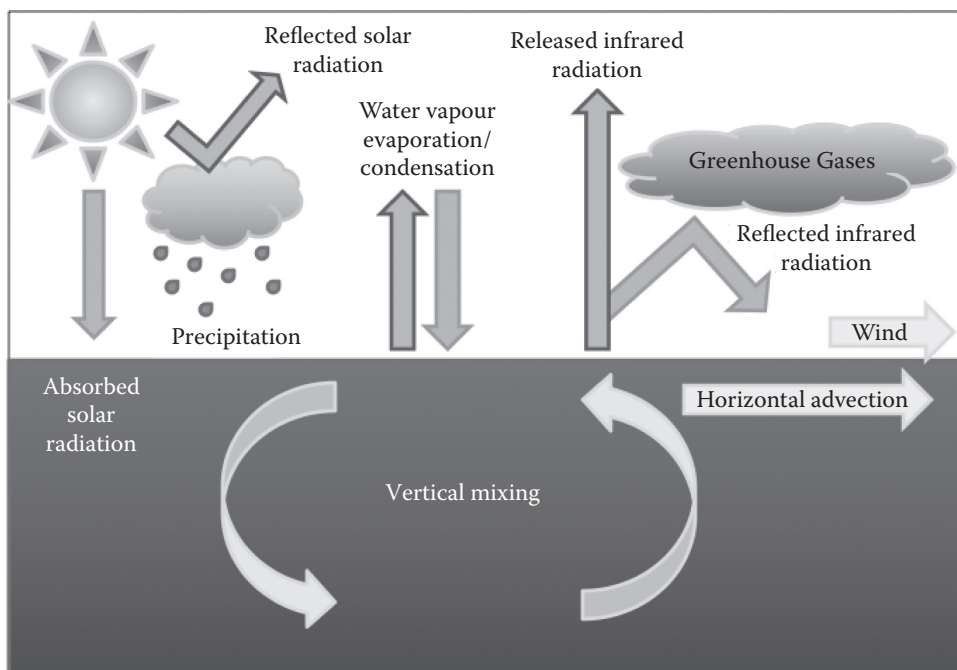 Reflected solar
radiation
Released infrared
radiation
Water vapour
evaporation/
condensation
Greenhouse Gases
Reflected infrared
radiation
Precipitation
Wind
Absorbed
solar
radiation
Horizontal advection
Vertical mixing